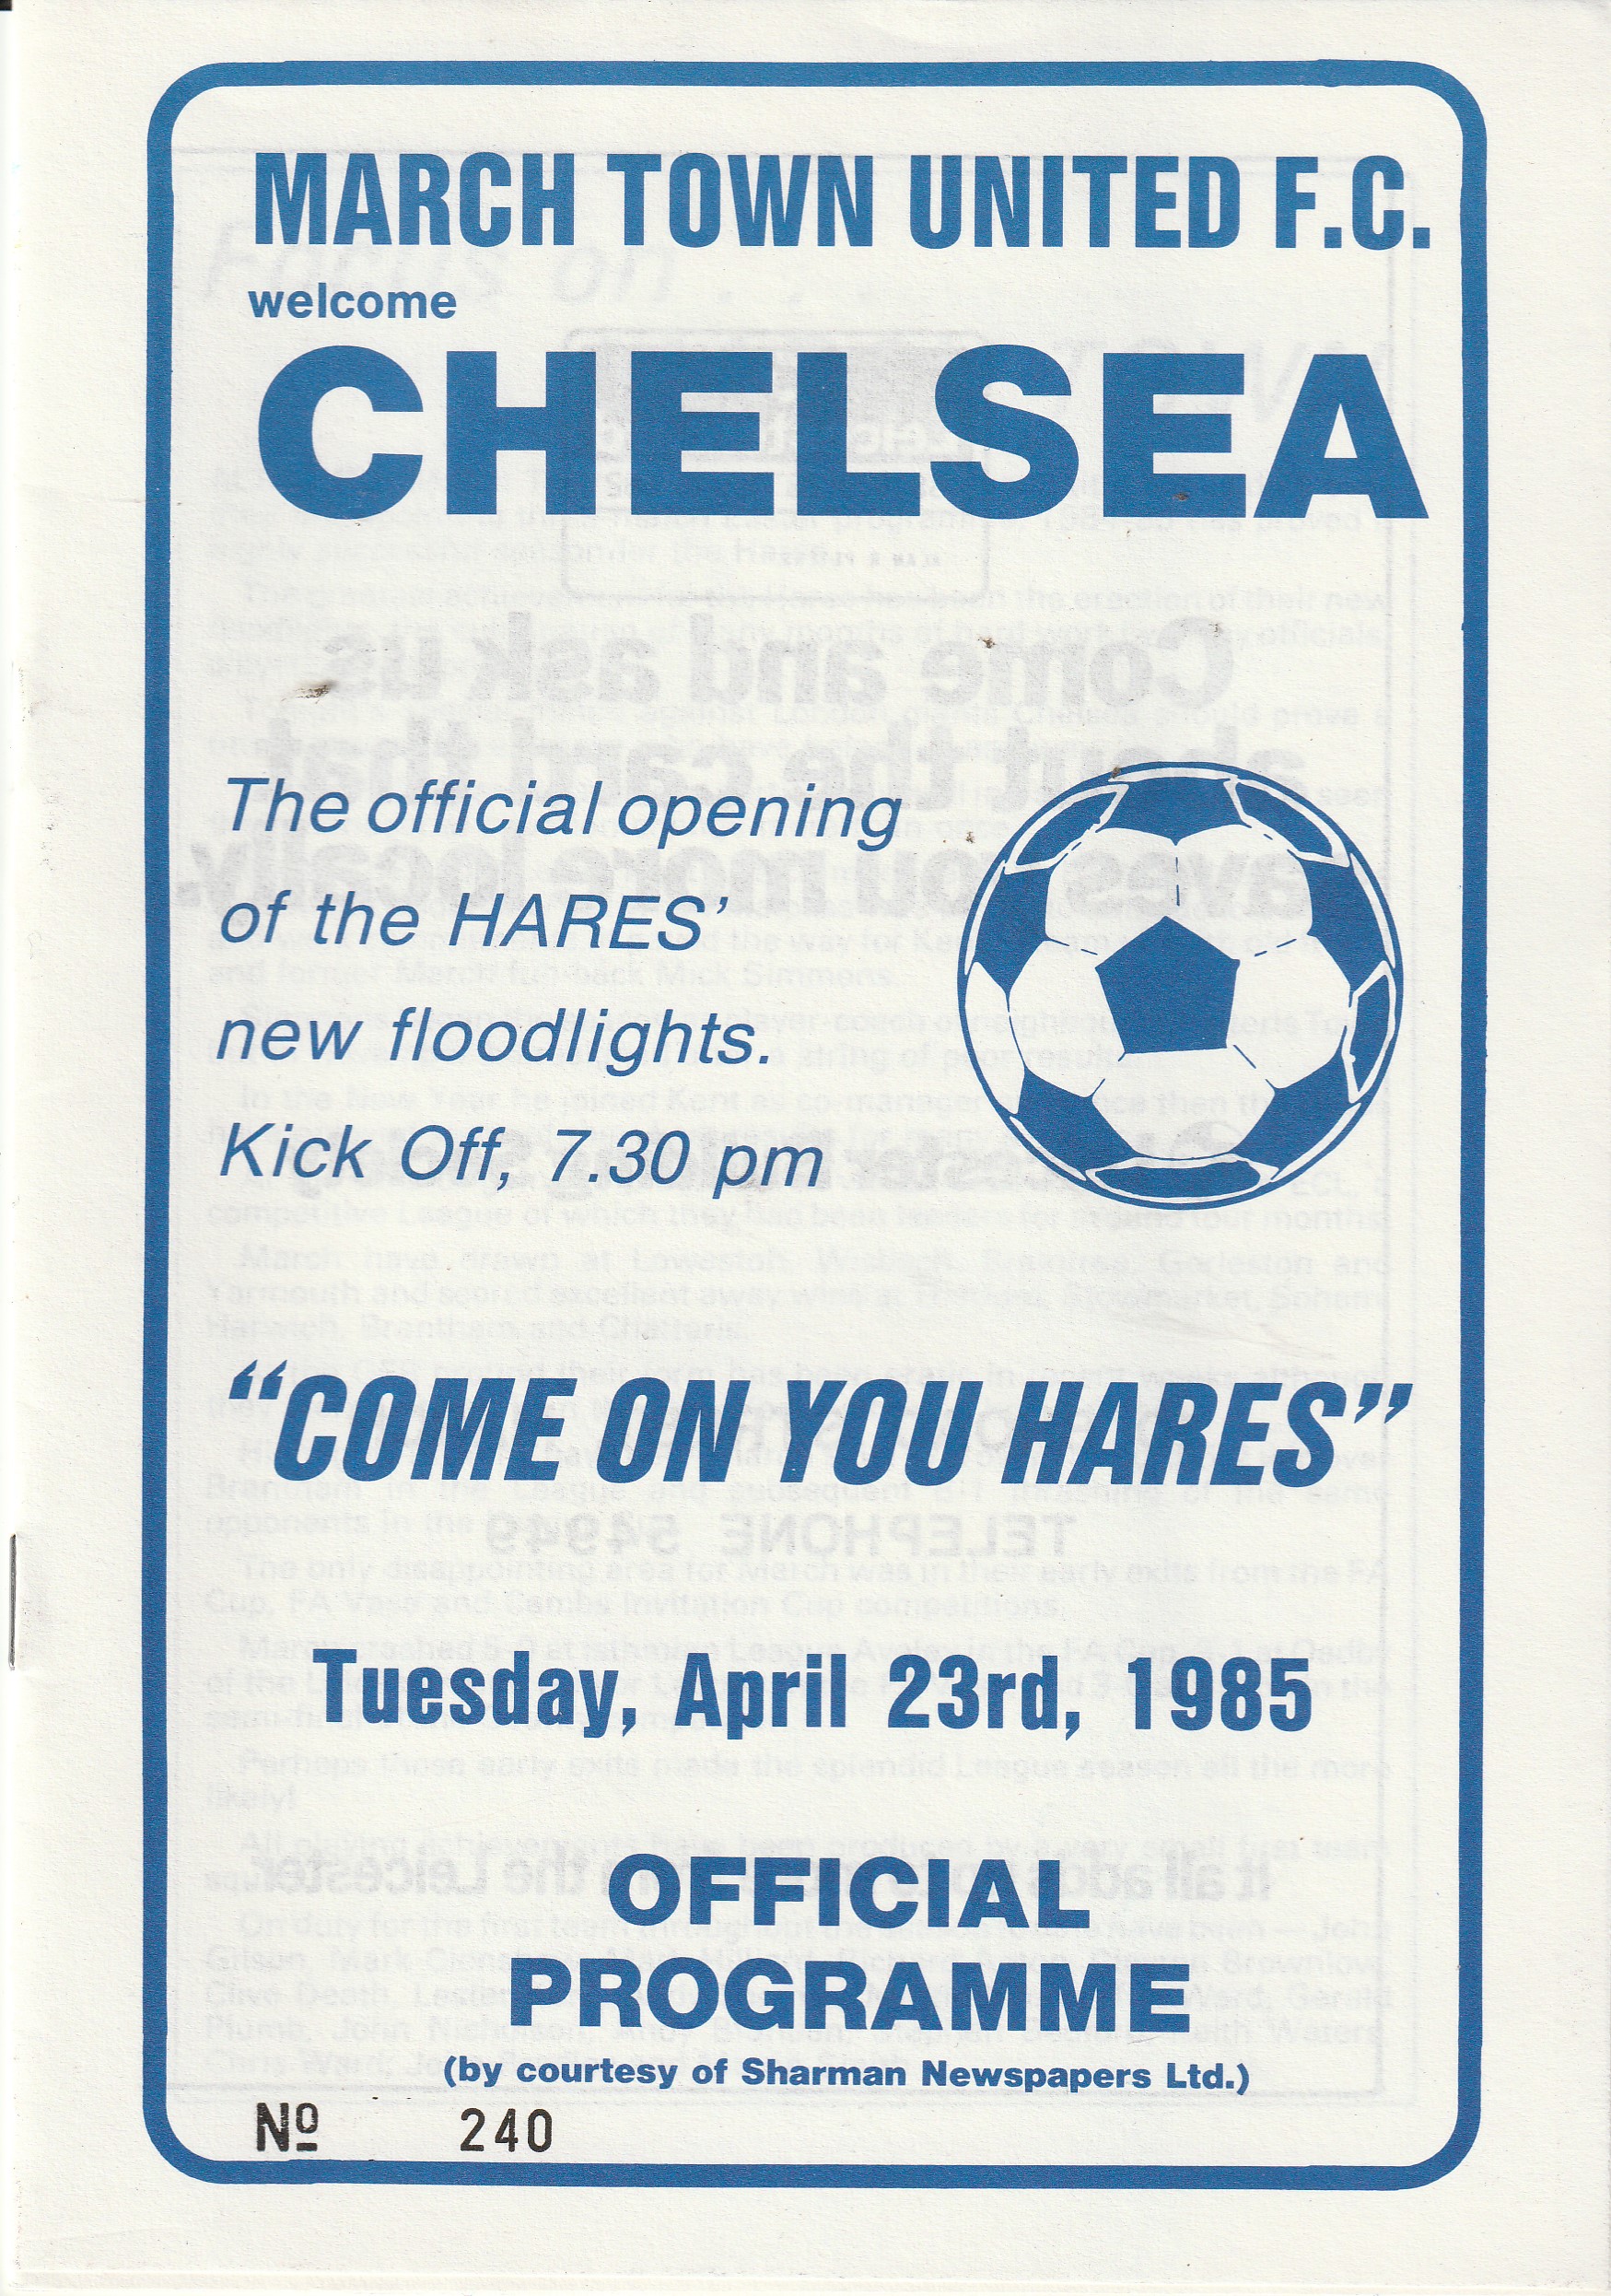 MARCH TOWN UNITED F.C.
welcome
CHELSEA
The official opening
of the HARES’
new floodlights.
Kick Off, 7.30 pm
“COME ON YOU HARES”
Tuesday, April 23rd, 1985
OFFICIAL
PROGRAMME
(by courtesy of Sharman Newspapers Ltd.)
Nº 240